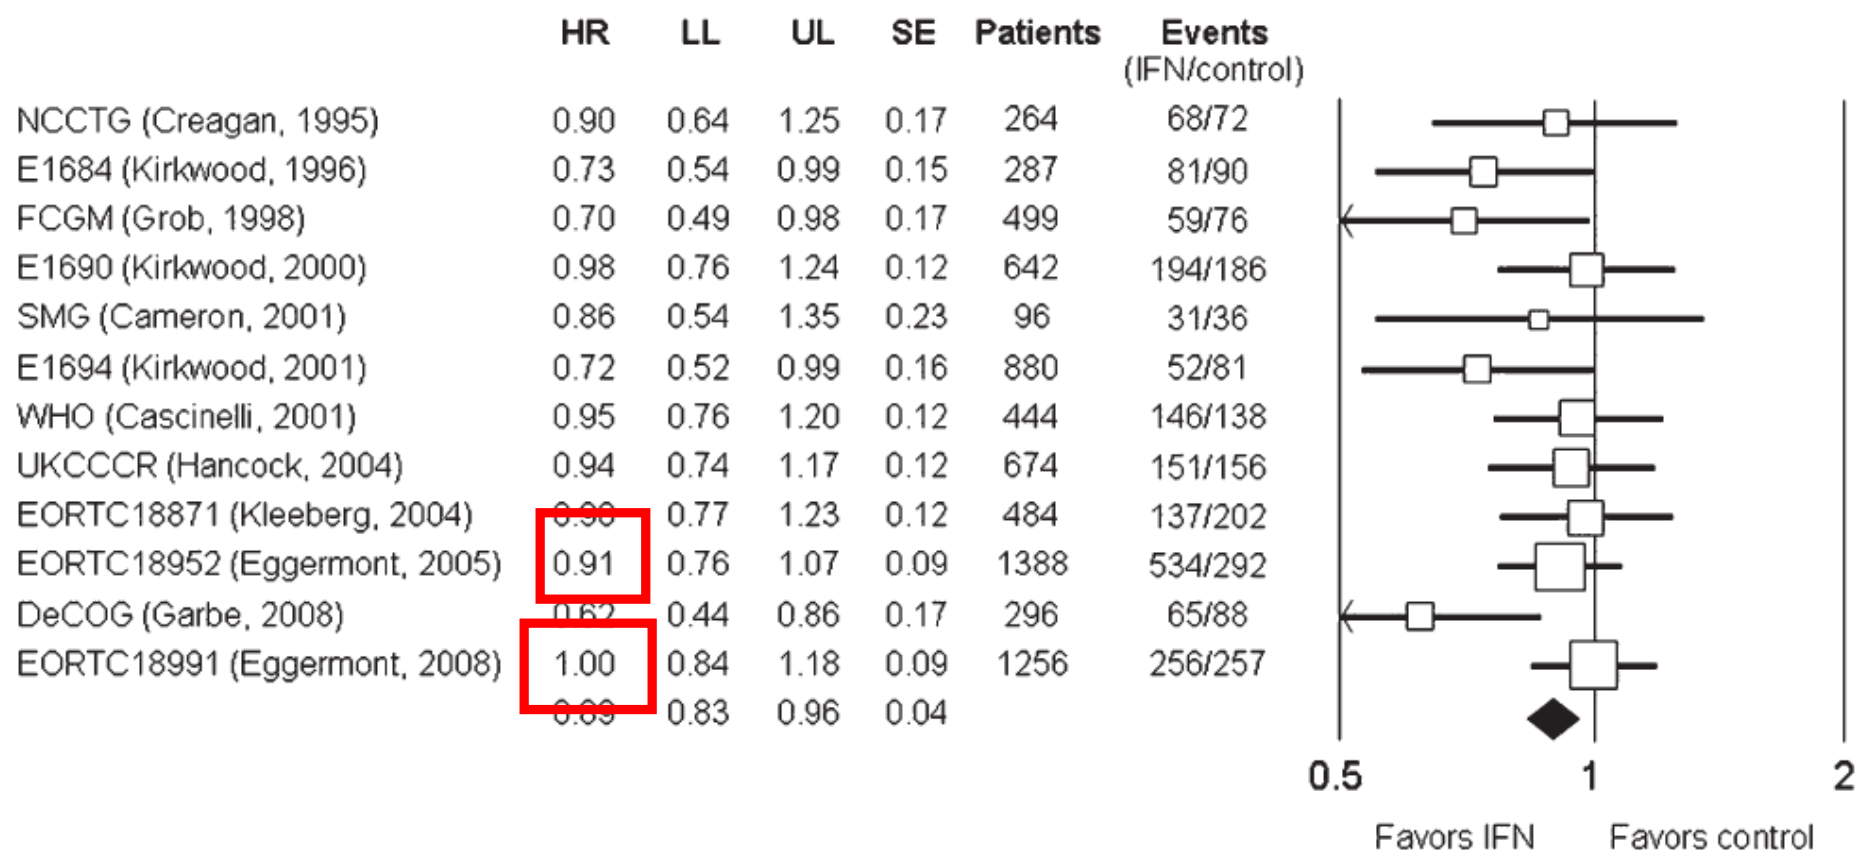 HR LL UL SE Patients Events
(IFN/control)
NCCTG (Creagan, 1995) 0.90 0.64 1.25 0.17 264 68/72
E1684 (Kirkwood, 1996) 0.73 0.54 0.99 0.15 287 81/90
FCGM (Grob, 1998) 0.70 0.49 0.98 0.17 499 59/76
E1690 (Kirkwood, 2000) 0.98 0.76 1.24 0.12 642 194/186
SMG (Cameron, 2001) 0.86 0.54 1.35 0.23 96 31/36
E1694 (Kirkwood, 2001) 0.72 0.52 0.99 0.16 880 52/81
WHO (Cascinelli, 2001) 0.95 0.76 1.20 0.12 444 146/138
UKCCCR (Hancock, 2004) 0.94 0.74 1.17 0.12 674 151/156
EORTC18871 (Kleeberg, 2004) 0.77 1.23 0.12 484 137/202
EORTC18952 (Eggermont, 2005) 0.91 0.76 1.07 0.09 1388 534/292
DeCOG (Garbe, 2008) 0.62 0.44 0.86 0.17 296 65/88
EORTC18991 (Eggermont, 2008) 1.00 0.84 1.18 0.09 1256 256/257
0.89 0.83 0.96 0.04
0.5 1 2
Favors IFN Favors control